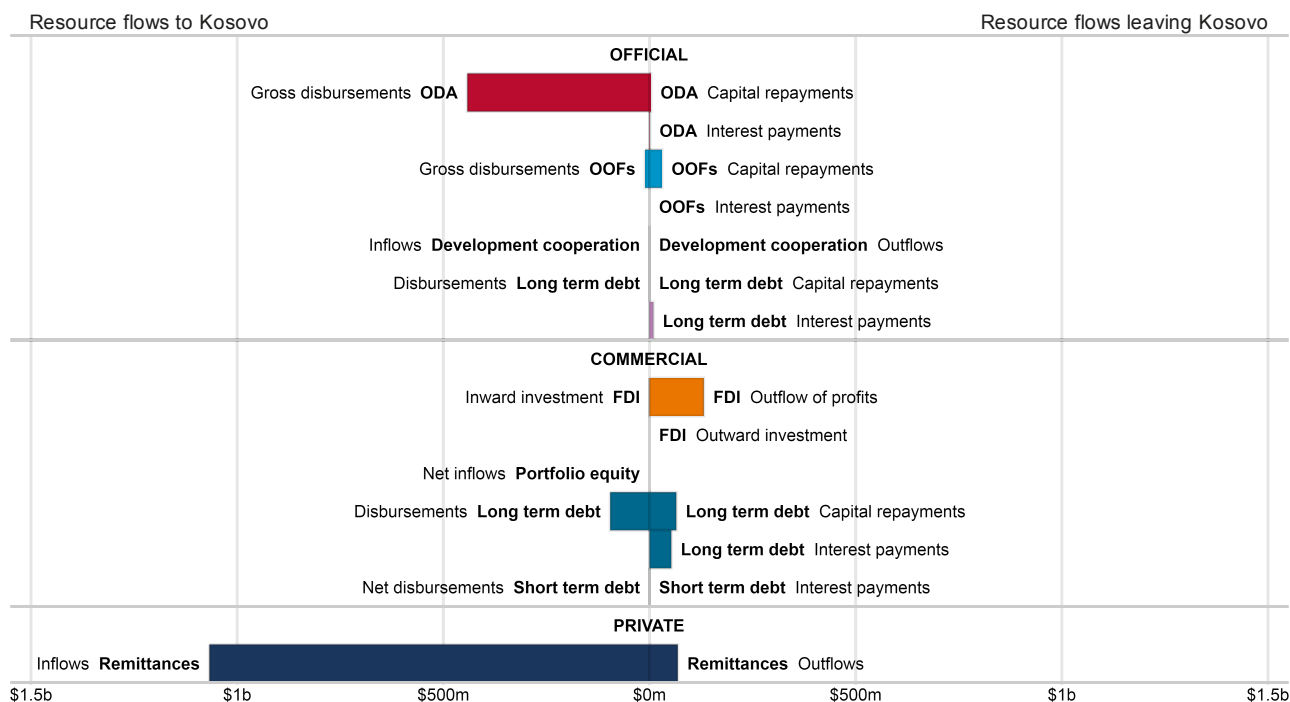 Resource flows to Kosovo Resource flows leaving Kosovo
OFFICIAL
Gross disbursements ODA ODA Capital repayments
ODA Interest payments
Gross disbursements OOFs OOFs Capital repayments
OOFs Interest payments
Inflows Development cooperation Development cooperation Outflows
Disbursements Long term debt Long term debt Capital repayments
Long term debt Interest payments
COMMERCIAL
Inward investment FDI FDI Outflow of profits
FDI Outward investment
Net inflows Portfolio equity
Disbursements Long term debt Long term debt Capital repayments
Long term debt Interest payments
Net disbursements Short term debt Short term debt Interest payments
PRIVATE
Inflows Remittances Remittances Outflows
$1.5b $1b $500m $0m $500m $1b $1.5b